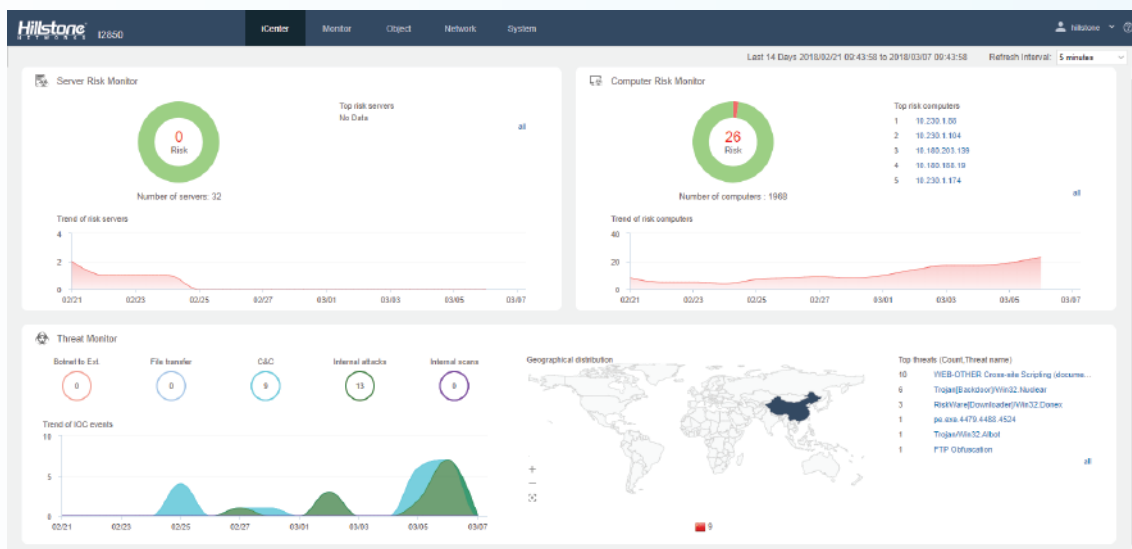 Hillstone
NETWORKS I2850
iCenter Monitor Object Network System
hillstone
Last 14 Days 2018/02/21 09:43:58 to 2018/03/07 09:43:58 Refresh Interval: 5 minutes
Server Risk Monitor
0
Risk
Number of servers: 32
Top risk servers
No Data
all
Trend of risk servers
4
2
0
02/21 02/23 02/25 02/27 03/01 03/03 03/05 03/07
Computer Risk Monitor
26
Risk
Number of computers : 1968
Top risk computers
1 10.230.1.88
2 10.230.1.104
3 10.180.203.139
4 10.180.188.19
5 10.230.1.174
all
Trend of risk computers
40
20
0
02/21 02/23 02/25 02/27 03/01 03/03 03/05 03/07
Threat Monitor
Botnet to Ext. File transfer C&C Internal attacks Internal scans
0 0 9 13 0
Trend of IOC events
10
5
0
02/21 02/23 02/25 02/27 03/01 03/03 03/05 03/07
Geographical distribution
+
−
9
Top threats (Count,Threat name)
10 WEB-OTHER Cross-site Scripting (docume...
6 Trojan[Backdoor]/Win32.Nuclear
3 RiskWare[Downloader]/Win32.Donex
1 pe.exe.4479.4488.4524
1 Trojan/Win32.Albot
1 FTP Obfuscation
all